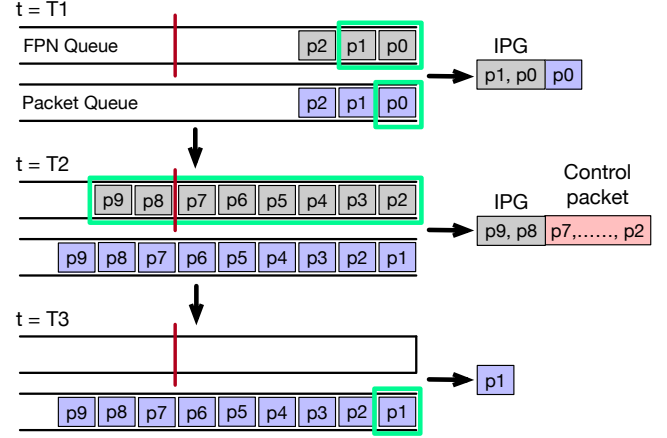 t = T1
FPN Queue
p2 p1 p0
IPG
p1, p0 p0
Packet Queue
p2 p1 p0
t = T2
p9 p8 p7 p6 p5 p4 p3 p2
Control
packet
IPG
p9, p8 p7,......, p2
p9 p8 p7 p6 p5 p4 p3 p2 p1
t = T3
p1
p9 p8 p7 p6 p5 p4 p3 p2 p1